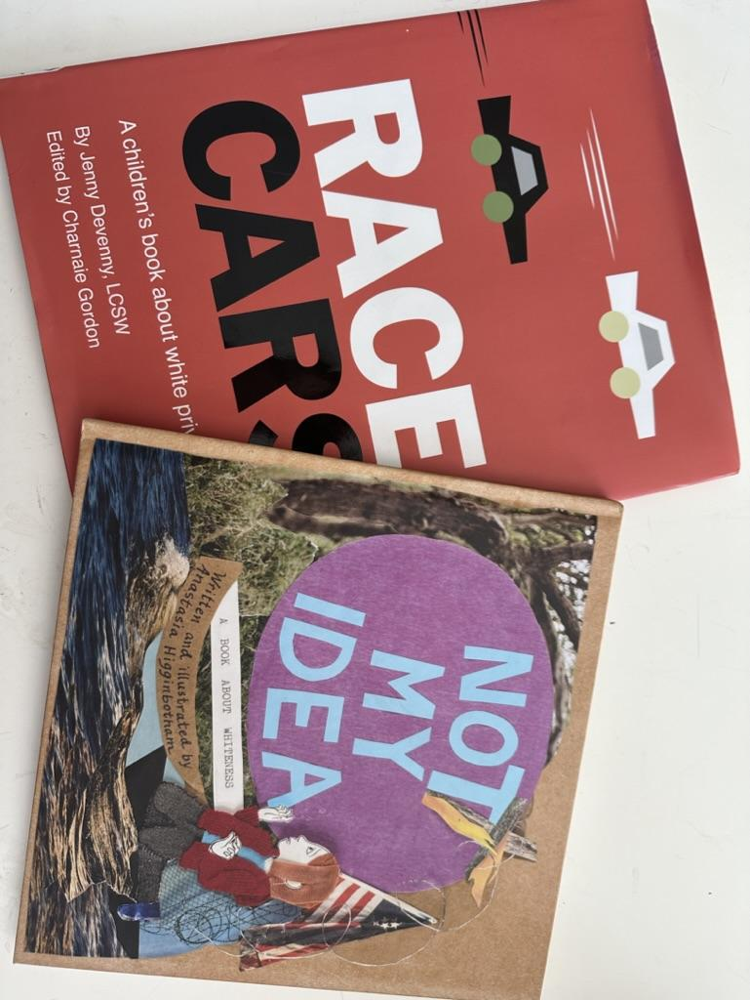 RACE
CARS
A children's book about white priv
By Jenny Devenny, LCSW
Edited by Charnaie Gordon
NOT
MY
IDEA
A BOOK ABOUT WHITENESS
Written and illustrated by
Anastasia Higginbotham